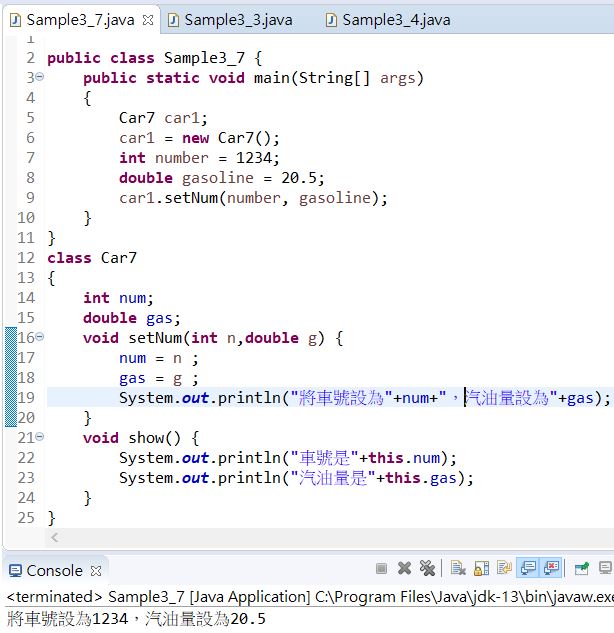 Sample3_7.java Sample3_3.java Sample3_4.java
1
2 public class Sample3_7 {
3 public static void main(String[] args)
4 {
5 Car7 car1;
6 car1 = new Car7();
7 int number = 1234;
8 double gasoline = 20.5;
9 car1.setNum(number, gasoline);
10 }
11 }
12 class Car7
13 {
14 int num;
15 double gas;
16 void setNum(int n,double g) {
17 num = n ;
18 gas = g ;
19 System.out.println("將車號設為"+num+"，汽油量設為"+gas);
20 }
21 void show() {
22 System.out.println("車號是"+this.num);
23 System.out.println("汽油量是"+this.gas);
24 }
25 }
Console
<terminated> Sample3_7 [Java Application] C:\Program Files\Java\jdk-13\bin\javaw.exe
將車號設為1234，汽油量設為20.5